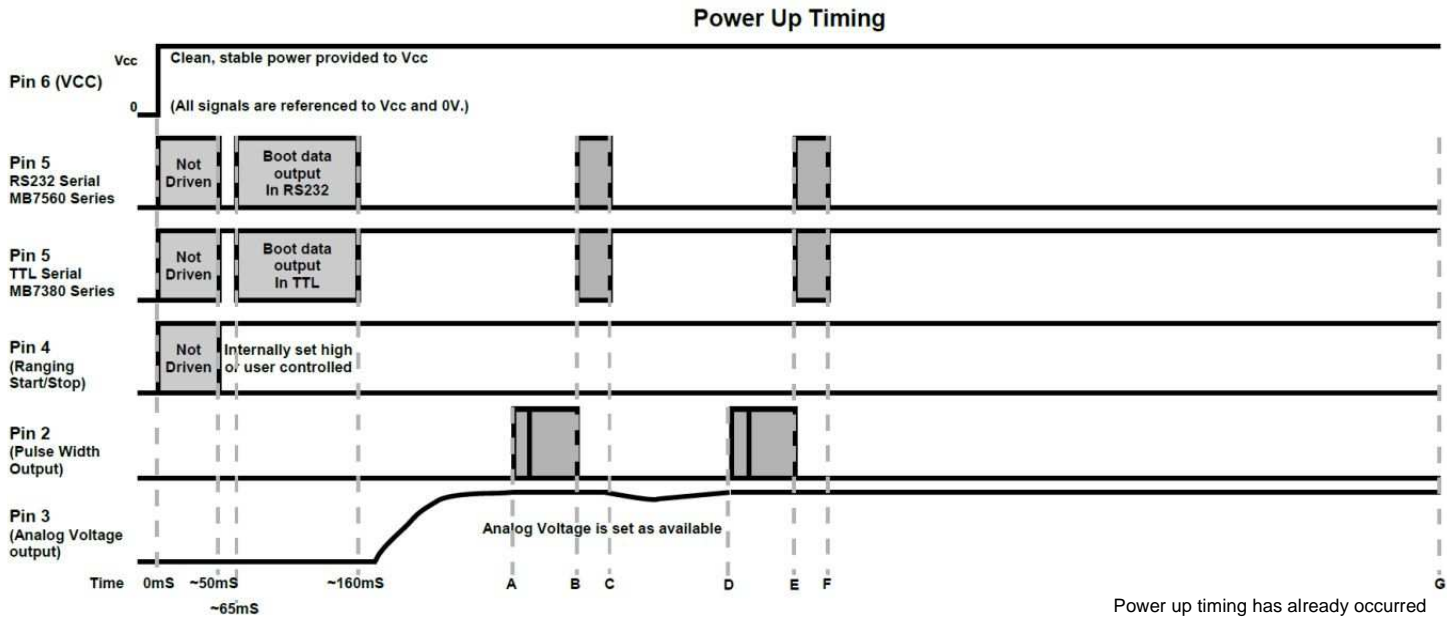 Power Up Timing
Vcc
Clean, stable power provided to Vcc
Pin 6 (VCC)
0
(All signals are referenced to Vcc and 0V.)
Pin 5
RS232 Serial
MB7560 Series
Not
Driven
Boot data
output
In RS232
Pin 5
TTL Serial
MB7380 Series
Not
Driven
Boot data
output
In TTL
Pin 4
(Ranging
Start/Stop)
Not
Driven
Internally set high
or user controlled
Pin 2
(Pulse Width
Output)
Pin 3
(Analog Voltage
output)
Analog Voltage is set as available
Time 0mS ~50mS ~160mS A B C D E F G
~65mS
Power up timing has already occurred